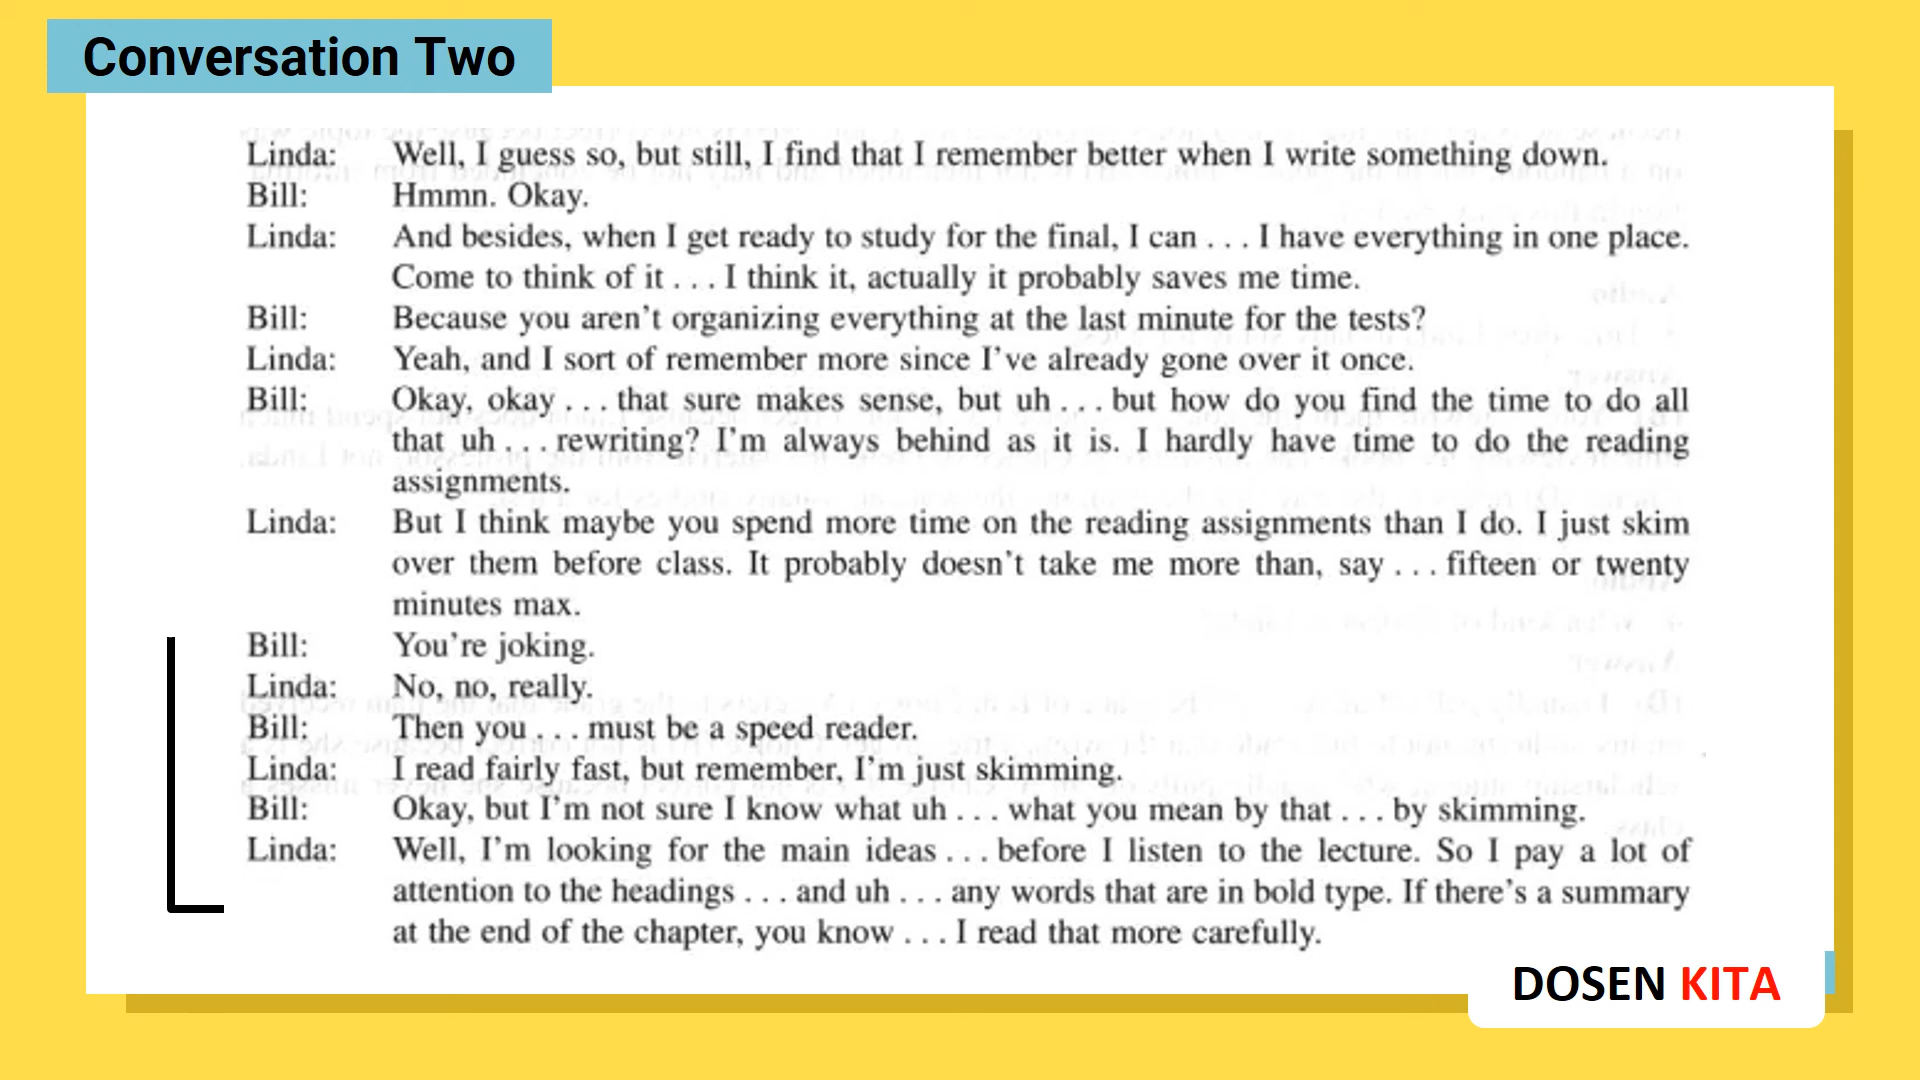 Conversation Two
Linda: Well, I guess so, but still, I find that I remember better when I write something down.
Bill: Hmmn. Okay.
Linda: And besides, when I get ready to study for the final, I can . . . I have everything in one place.
Come to think of it . . . I think it, actually it probably saves me time.
Bill: Because you aren't organizing everything at the last minute for the tests?
Linda: Yeah, and I sort of remember more since I've already gone over it once.
Bill: Okay, okay . . . that sure makes sense, but uh . . . but how do you find the time to do all
that uh . . . rewriting? I'm always behind as it is. I hardly have time to do the reading
assignments.
Linda: But I think maybe you spend more time on the reading assignments than I do. I just skim
over them before class. It probably doesn't take me more than, say . . . fifteen or twenty
minutes max.
Bill: You're joking.
Linda: No, no, really.
Bill: Then you . . . must be a speed reader.
Linda: I read fairly fast, but remember, I'm just skimming.
Bill: Okay, but I'm not sure I know what uh . . . what you mean by that . . . by skimming.
Linda: Well, I'm looking for the main ideas . . . before I listen to the lecture. So I pay a lot of
attention to the headings . . . and uh . . . any words that are in bold type. If there's a summary
at the end of the chapter, you know . . . I read that more carefully.
DOSEN KITA